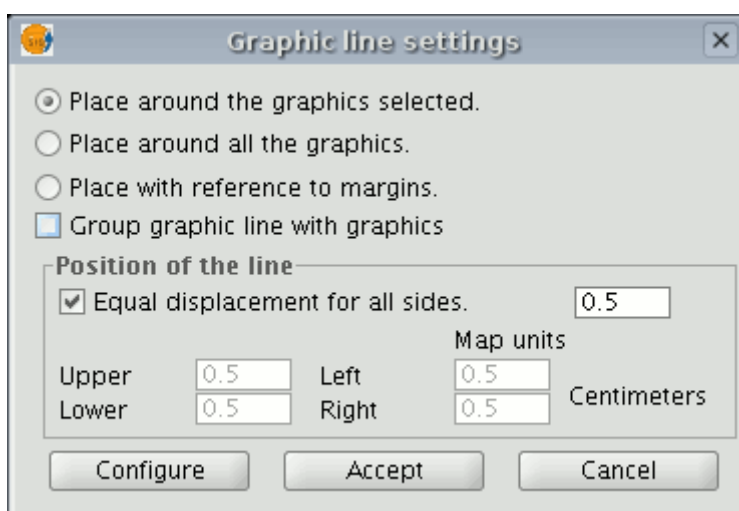 Graphic line settings
Place around the graphics selected.
Place around all the graphics.
Place with reference to margins.
Group graphic line with graphics
Position of the line
Equal displacement for all sides. 0.5
Map units
Upper 0.5 Left 0.5
Centimeters
Lower 0.5 Right 0.5
Configure Accept Cancel